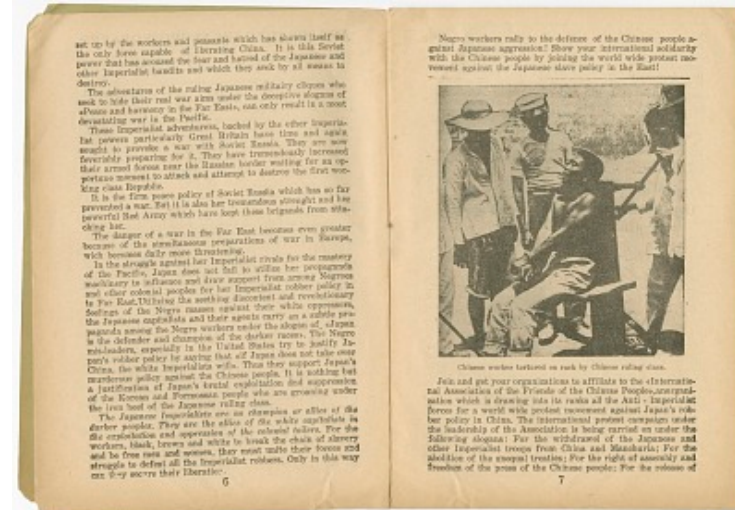 set up by the workers and peasants which has shown itself as
the only force capable of liberating China. It is this Soviet
power that has aroused the fear and hatred of the Japanese and
other Imperialist bandits and which they seek by all means to
destroy.
The adventures of the ruling Japanese military cliques who
seek to hide their real war aims under the deceptive slogans of
«Peace and harmony in the Far East», can only result in a most
devastating war in the Pacific.
These Imperialist adventurers, backed by the other imperia-
list powers particularly Great Britain have time and again
sought to provoke a war with Soviet Russia. They are now
feverishly preparing for it. They have tremendously increased
their armed forces near the Russian border waiting for an op-
portune moment to attack and attempt to destroy the first wor-
king class Republic.
It is the firm peace policy of Soviet Russia which has so far
prevented a war. But it is also her tremendous strenght and her
powerful Red Army which have kept these brigands from atta-
cking her.
The danger of a war in the Far East becomes even greater
because of the simultaneous preparations of war in Europe,
wich becomes daily more threatening.
In the struggle against her Imperialist rivals for the mastery
of the Pacific, Japan does not fail to utilize her propaganda
machinery to influence and draw support from among Negroes
and other colonial peoples for her Imperialist robber policy in
to Far East. Utilizing the seething discontent and revolutionary
feelings of the Negro masses against their white oppressors,
the Japanese capitalists and their agents carry on a subtle pro-
paganda among the Negro workers under the slogan of, «Japan
is the defender and champion of the darker races». The Negro
mis-leaders, especially in the United States try to justify Ja-
pan's robber policy by saying that «if Japan does not take over
China, the white Imperialists will». Thus they support Japan's
murderous policy against the Chinese people. It is nothing but
a justification of Japan's brutal exploitation and suppression
of the Korean and Formosean people who are groaning under
the iron heel of the Japanese ruling class.
The Japanese Imperialists are no champion or allies of the
darker peoples. They are the allies of the white capitalists in
the exploitation and oppression of the colonial toilers. For the
workers, black, brown and white to break the chain of slavery
and be free men and women, they must unite their forces and
struggle to defeat all the Imperialist robbers. Only in this way
can they secure their liberation.
6
Negro workers rally to the defence of the Chinese people a-
gainst Japanese aggression! Show your international solidarity
with the Chinese people by joining the world wide protest mo-
vement against the Japanese slave policy in the East!
Chinese worker tortured on rack by Chinese ruling class.
Join and get your organizations to affiliate to the «Internatio-
nal Association of the Friends of the Chinese People», an organi-
sation which is drawing into its ranks all the Anti - Imperialist
forces for a world wide protest movement against Japan's rob-
ber policy in China. The international protest campaign under
the leadership of the Association is being carried on under the
following slogans: For the withdrawal of the Japanese and
other Imperialist troops from China and Manchuria; For the
abolition of the unequal treaties; For the right of assembly and
freedom of the press of the Chinese people; For the release of
7